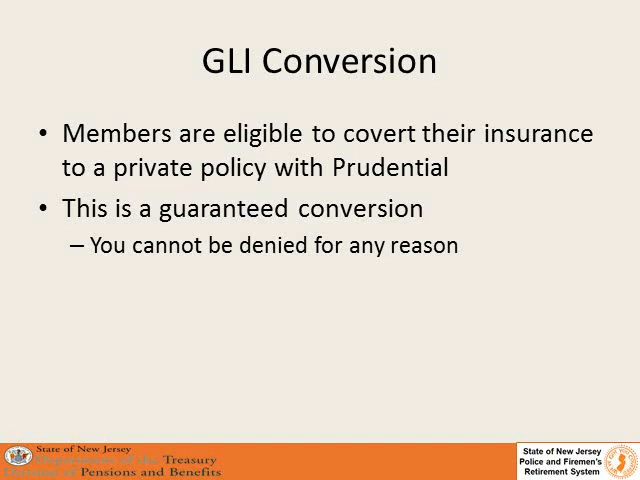 GLI Conversion
• Members are eligible to covert their insurance
to a private policy with Prudential
• This is a guaranteed conversion
– You cannot be denied for any reason
State of New Jersey
Department of the Treasury
Division of Pensions and Benefits
State of New Jersey
Police and Firemen's
Retirement System